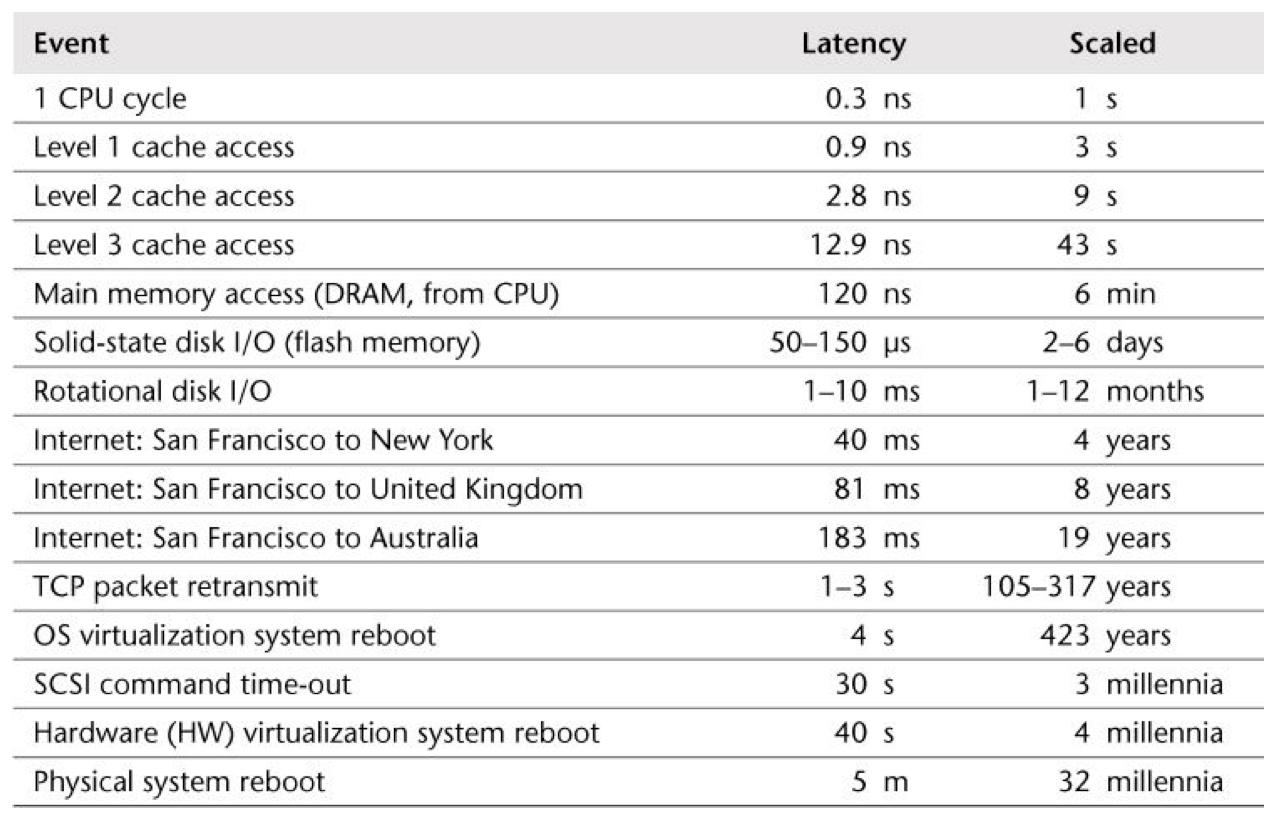 Event Latency Scaled
1 CPU cycle 0.3 ns 1 s
Level 1 cache access 0.9 ns 3 s
Level 2 cache access 2.8 ns 9 s
Level 3 cache access 12.9 ns 43 s
Main memory access (DRAM, from CPU) 120 ns 6 min
Solid-state disk I/O (flash memory) 50–150 µs 2–6 days
Rotational disk I/O 1–10 ms 1–12 months
Internet: San Francisco to New York 40 ms 4 years
Internet: San Francisco to United Kingdom 81 ms 8 years
Internet: San Francisco to Australia 183 ms 19 years
TCP packet retransmit 1–3 s 105–317 years
OS virtualization system reboot 4 s 423 years
SCSI command time-out 30 s 3 millennia
Hardware (HW) virtualization system reboot 40 s 4 millennia
Physical system reboot 5 m 32 millennia